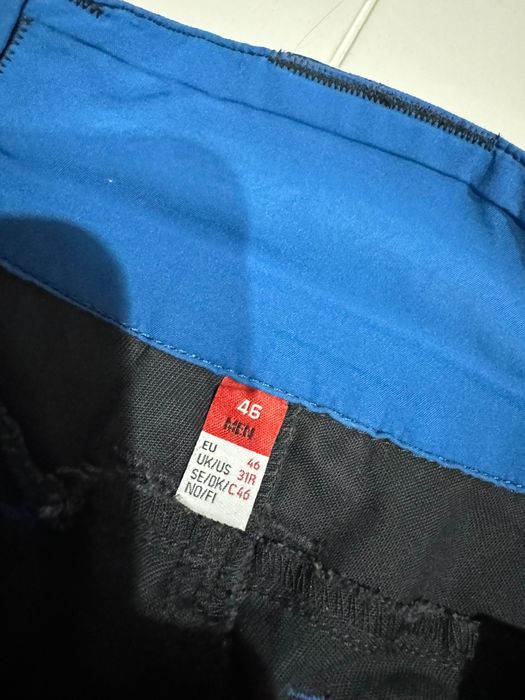 46
MEN
EU 46
UK/US 31R
SE/DK/ C46
NO/FI